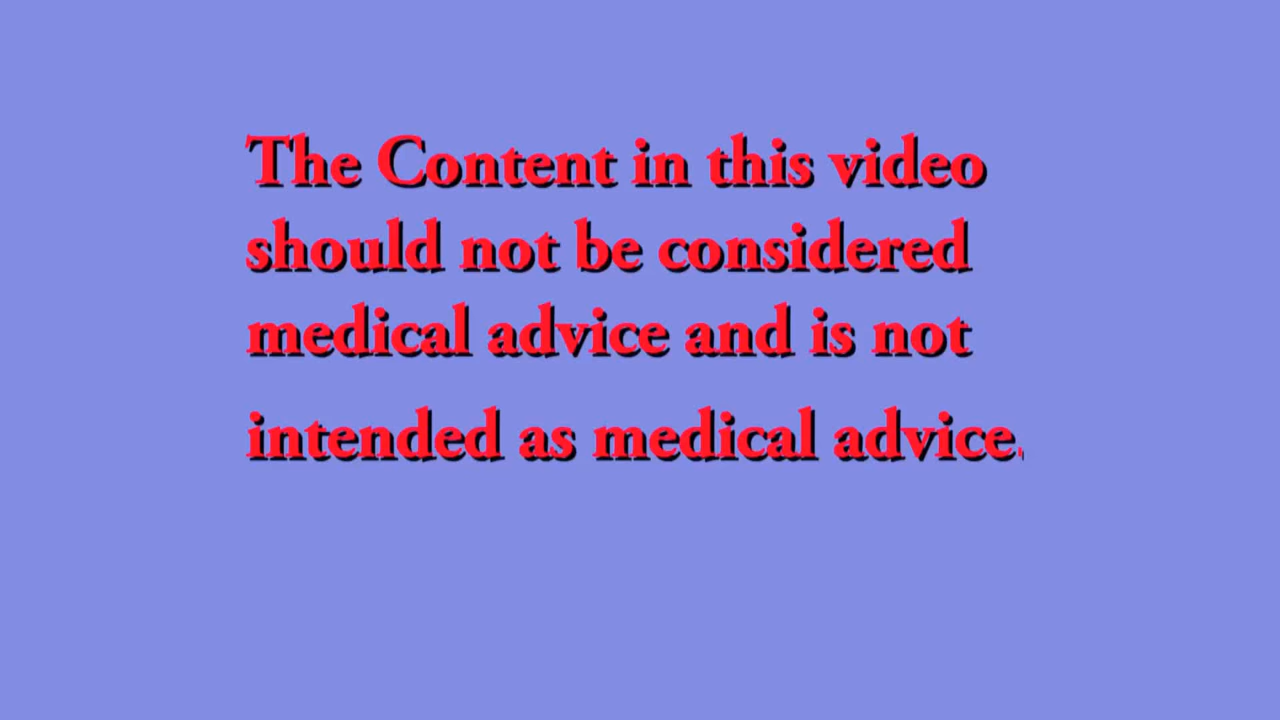 The Content in this video
should not be considered
medical advice and is not
intended as medical advice.